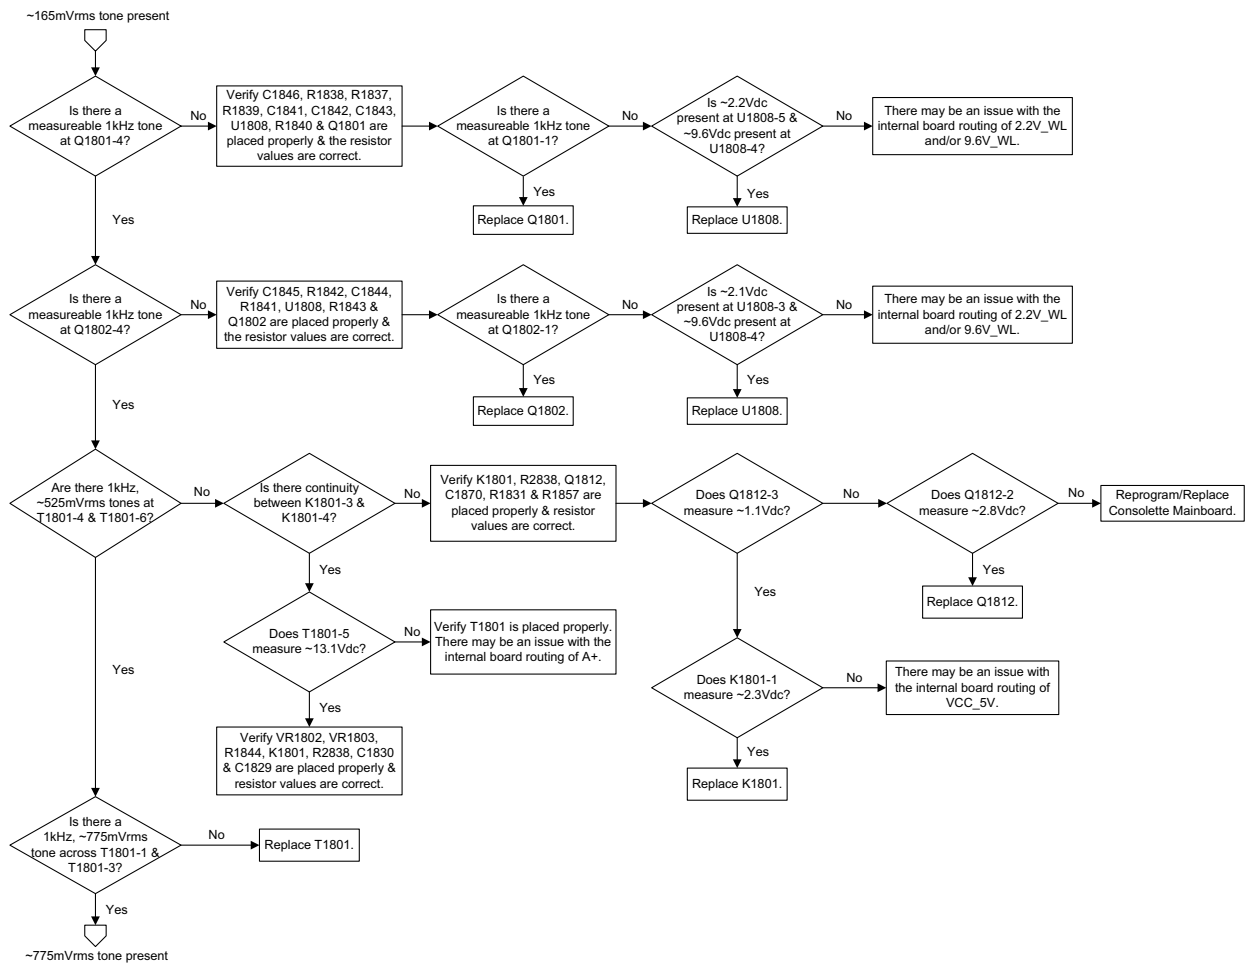 ~165mVrms tone present
Is there a
measureable 1kHz tone
at Q1801-4?
No
Verify C1846, R1838, R1837,
R1839, C1841, C1842, C1843,
U1808, R1840 & Q1801 are
placed properly & the resistor
values are correct.
Is there a
measureable 1kHz tone
at Q1801-1?
No
Is ~2.2Vdc
present at U1808-5 &
~9.6Vdc present at
U1808-4?
No
There may be an issue with the
internal board routing of 2.2V_WL
and/or 9.6V_WL.
Yes
Replace Q1801.
Yes
Replace U1808.
Yes
Is there a
measureable 1kHz tone
at Q1802-4?
No
Verify C1845, R1842, C1844,
R1841, U1808, R1843 &
Q1802 are placed properly &
the resistor values are correct.
Is there a
measureable 1kHz tone
at Q1802-1?
No
Is ~2.1Vdc
present at U1808-3 &
~9.6Vdc present at
U1808-4?
No
There may be an issue with the
internal board routing of 2.2V_WL
and/or 9.6V_WL.
Yes
Replace Q1802.
Yes
Replace U1808.
Yes
Are there 1kHz,
~525mVrms tones at
T1801-4 & T1801-6?
No
Is there continuity
between K1801-3 &
K1801-4?
No
Verify K1801, R2838, Q1812,
C1870, R1831 & R1857 are
placed properly & resistor
values are correct.
Does Q1812-3
measure ~1.1Vdc?
No
Does Q1812-2
measure ~2.8Vdc?
No
Reprogram/Replace
Consolette Mainboard.
Yes
Replace Q1812.
Yes
Does T1801-5
measure ~13.1Vdc?
No
Verify T1801 is placed properly.
There may be an issue with the
internal board routing of A+.
Yes
Does K1801-1
measure ~2.3Vdc?
No
There may be an issue with
the internal board routing of
VCC_5V.
Yes
Yes
Verify VR1802, VR1803,
R1844, K1801, R2838, C1830
& C1829 are placed properly &
resistor values are correct.
Yes
Replace K1801.
Is there a
1kHz, ~775mVrms
tone across T1801-1 &
T1801-3?
No
Replace T1801.
Yes
~775mVrms tone present